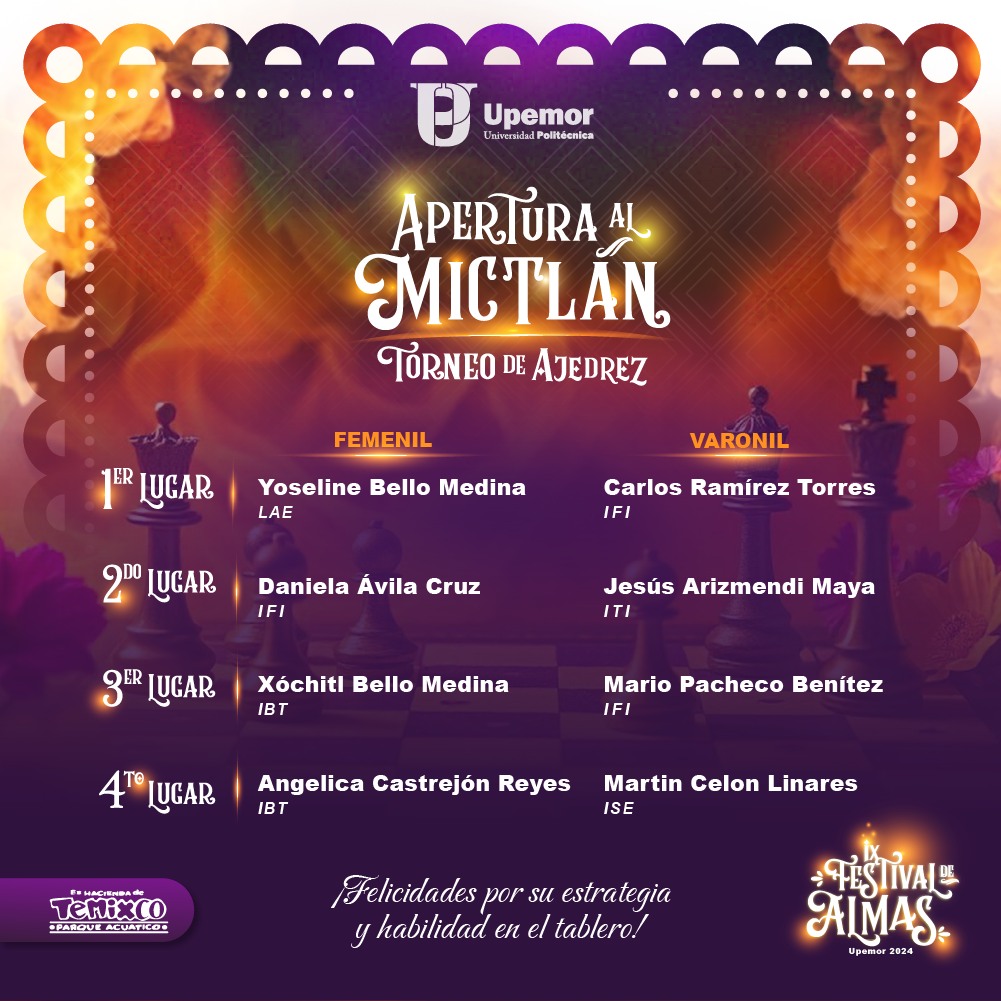 Upemor
Universidad Politécnica
APERTURA AL
MICTLÁN
TORNEO DE AJEDREZ
FEMENIL
VARONIL
1ER LUGAR
Yoseline Bello Medina
LAE
Carlos Ramírez Torres
IFI
2DO LUGAR
Daniela Ávila Cruz
IFI
Jesús Arizmendi Maya
ITI
3ER LUGAR
Xóchitl Bello Medina
IBT
Mario Pacheco Benítez
IFI
4TO LUGAR
Angelica Castrejón Reyes
IBT
Martin Celon Linares
ISE
Ex HACIENDA de
TEMIXCO
PARQUE ACUATICO
¡Felicidades por su estrategia
y habilidad en el tablero!
IX
FESTIVAL DE
ALMAS
Upemor 2024